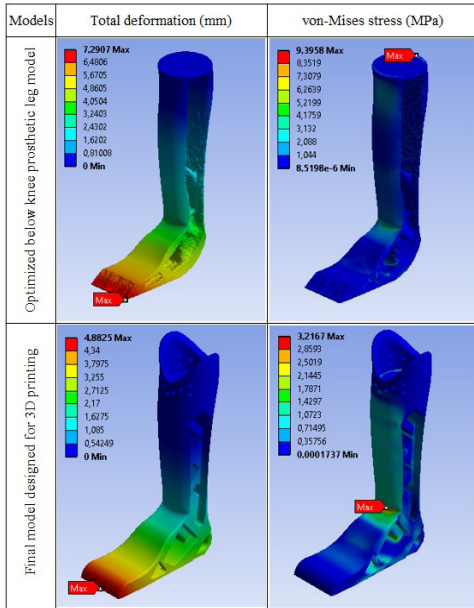 Models
Total deformation (mm)
von-Mises stress (MPa)
Optimized below knee prosthetic leg model
7,2907 Max
6,4806
5,6705
4,8605
4,0504
3,2403
2,4302
1,6202
0,81008
0 Min
Max
9,3958 Max
8,3519
7,3079
6,2639
5,2199
4,1759
3,132
2,088
1,044
8,5198e-6 Min
Max
Final model designed for 3D printing
4,8825 Max
4,34
3,7975
3,255
2,7125
2,17
1,6275
1,085
0,54249
0 Min
Max
3,2167 Max
2,8593
2,5019
2,1445
1,7871
1,4297
1,0723
0,71495
0,35756
0,0001737 Min
Max